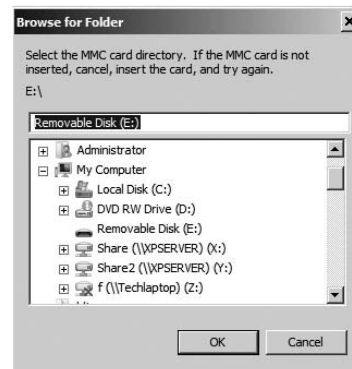 Browse for Folder
Select the MMC card directory. If the MMC card is not
inserted, cancel, insert the card, and try again.
E:\
Removable Disk (E:)
Administrator
My Computer
Local Disk (C:)
DVD RW Drive (D:)
Removable Disk (E:)
Share (\\XPSERVER) (X:)
Share2 (\\XPSERVER) (Y:)
f (\\Techlaptop) (Z:)
OK Cancel